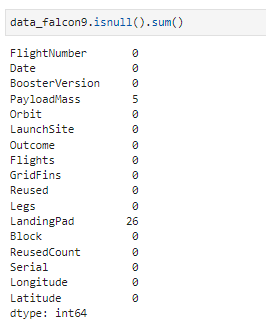 data_falcon9.isnull().sum()
FlightNumber 0
Date 0
BoosterVersion 0
PayloadMass 5
Orbit 0
LaunchSite 0
Outcome 0
Flights 0
GridFins 0
Reused 0
Legs 0
LandingPad 26
Block 0
ReusedCount 0
Serial 0
Longitude 0
Latitude 0
dtype: int64